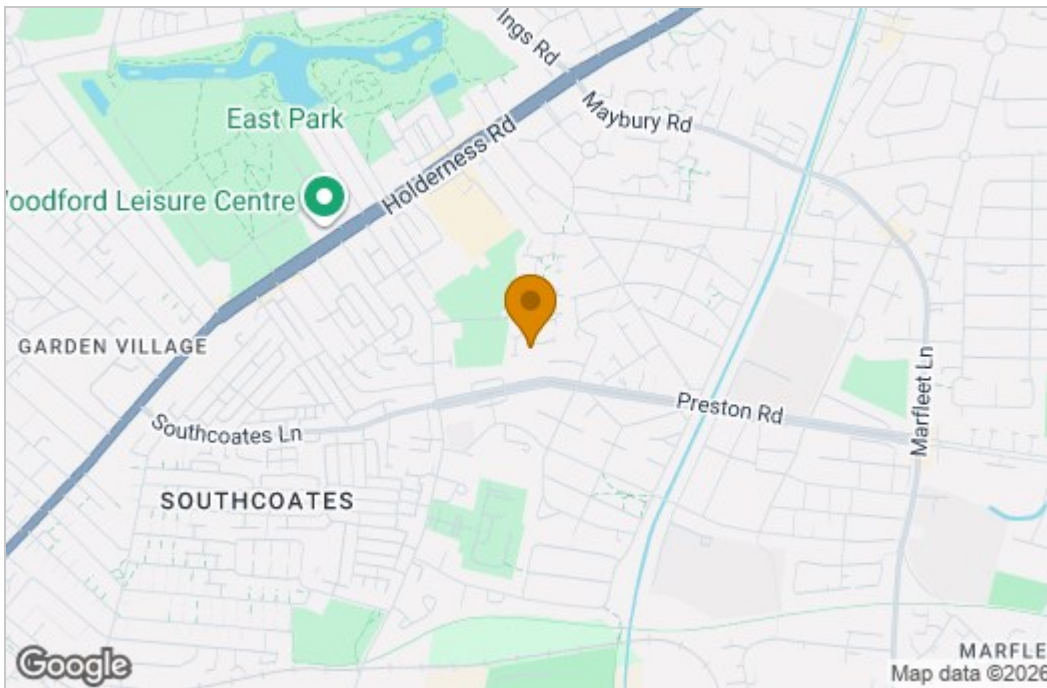 Ings Rd
Maybury Rd
East Park
Holderness Rd
oodford Leisure Centre
GARDEN VILLAGE
Preston Rd
Marfleet Ln
Southcoates Ln
SOUTHCOATES
MARFLE
Google
Map data ©2026